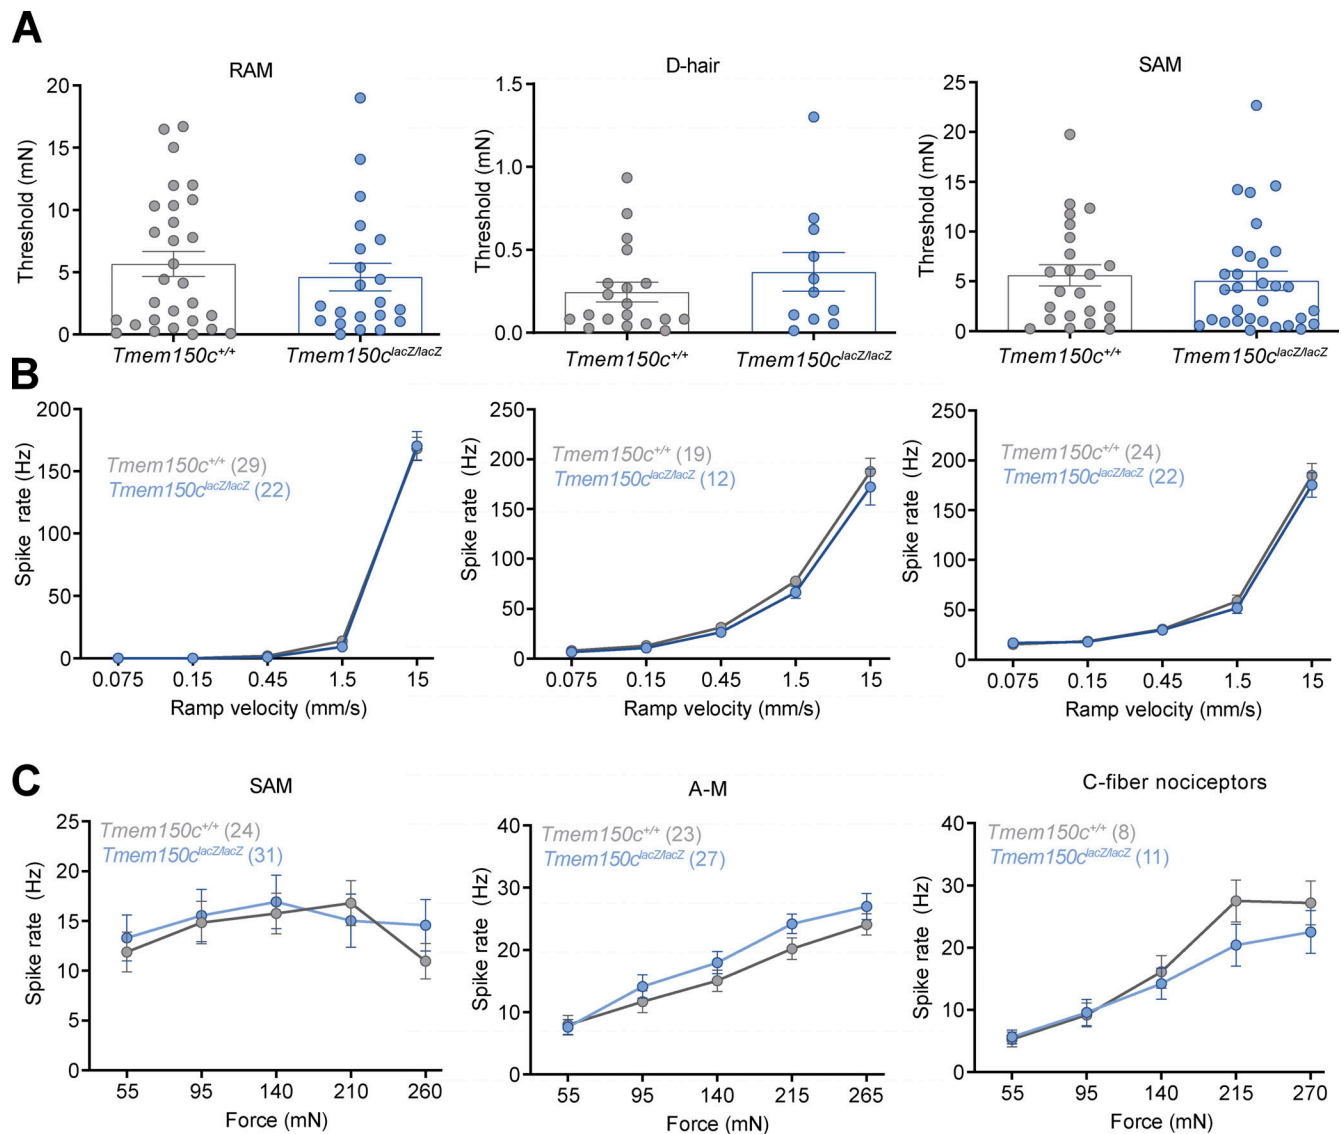 A
RAM
D-hair
SAM
Threshold (mN)
20
15
10
5
0
Tmem150c+/+
Tmem150clacZ/lacZ
Threshold (mN)
1.5
1.0
0.5
0.0
Tmem150c+/+
Tmem150clacZ/lacZ
Threshold (mN)
25
20
15
10
5
0
Tmem150c+/+
Tmem150clacZ/lacZ
B
Spike rate (Hz)
200
150
100
50
0
Tmem150c+/+ (29)
Tmem150clacZ/lacZ (22)
0.075 0.15 0.45 1.5 15
Ramp velocity (mm/s)
Spike rate (Hz)
250
200
150
100
50
0
Tmem150c+/+ (19)
Tmem150clacZ/lacZ (12)
0.075 0.15 0.45 1.5 15
Ramp velocity (mm/s)
Spike rate (Hz)
250
200
150
100
50
0
Tmem150c+/+ (24)
Tmem150clacZ/lacZ (22)
0.075 0.15 0.45 1.5 15
Ramp velocity (mm/s)
C
SAM
Spike rate (Hz)
25
20
15
10
5
0
Tmem150c+/+ (24)
Tmem150clacZ/lacZ (31)
55 95 140 210 260
Force (mN)
A-M
Spike rate (Hz)
40
30
20
10
0
Tmem150c+/+ (23)
Tmem150clacZ/lacZ (27)
55 95 140 215 265
Force (mN)
C-fiber nociceptors
Spike rate (Hz)
40
30
20
10
0
Tmem150c+/+ (8)
Tmem150clacZ/lacZ (11)
55 95 140 215 270
Force (mN)